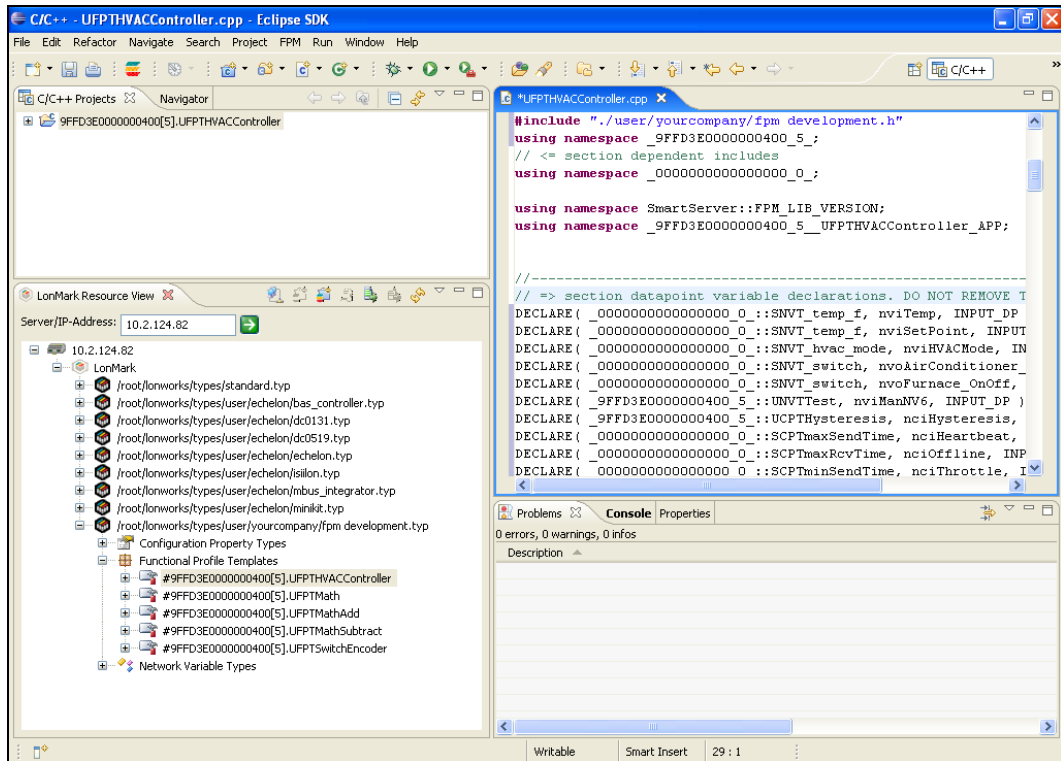 C/C++ - UFPTHVACController.cpp - Eclipse SDK
File Edit Refactor Navigate Search Project FPM Run Window Help
C/C++
C/C++ Projects Navigator
9FFD3E0000000400[5].UFPTHVACController
*UFPTHVACController.cpp
#include "./user/yourcompany/fpm development.h"
using namespace _9FFD3E0000000400_5_;
// <= section dependent includes
using namespace _0000000000000000_0_;
using namespace SmartServer::FPM_LIB_VERSION;
using namespace _9FFD3E0000000400_5__UFPTHVACController_APP;
//----------------------------------------------------------------
// => section datapoint variable declarations. DO NOT REMOVE T
DECLARE( _0000000000000000_0_::SNVT_temp_f, nviTemp, INPUT_DP
DECLARE( _0000000000000000_0_::SNVT_temp_f, nviSetPoint, INPUT
DECLARE( _0000000000000000_0_::SNVT_hvac_mode, nviHVACMode, IN
DECLARE( _0000000000000000_0_::SNVT_switch, nvoAirConditioner_
DECLARE( _0000000000000000_0_::SNVT_switch, nvoFurnace_OnOff,
DECLARE( _9FFD3E0000000400_5_::UNVTTest, nviManNV6, INPUT_DP )
DECLARE( _9FFD3E0000000400_5_::UCPTHysteresis, nciHysteresis,
DECLARE( _0000000000000000_0_::SCPTmaxSendTime, nciHeartbeat,
DECLARE( _0000000000000000_0_::SCPTmaxRcvTime, nciOffline, INP
DECLARE( _0000000000000000_0_::SCPTminSendTime, nciThrottle, I
LonMark Resource View
Server/IP-Address: 10.2.124.82
10.2.124.82
LonMark
/root/lonworks/types/standard.typ
/root/lonworks/types/user/echelon/bas_controller.typ
/root/lonworks/types/user/echelon/dc0131.typ
/root/lonworks/types/user/echelon/dc0519.typ
/root/lonworks/types/user/echelon/echelon.typ
/root/lonworks/types/user/echelon/isiilon.typ
/root/lonworks/types/user/echelon/mbus_integrator.typ
/root/lonworks/types/user/echelon/minikit.typ
/root/lonworks/types/user/yourcompany/fpm development.typ
Configuration Property Types
Functional Profile Templates
#9FFD3E0000000400[5].UFPTHVACController
#9FFD3E0000000400[5].UFPTMath
#9FFD3E0000000400[5].UFPTMathAdd
#9FFD3E0000000400[5].UFPTMathSubtract
#9FFD3E0000000400[5].UFPTSwitchEncoder
Network Variable Types
Problems Console Properties
0 errors, 0 warnings, 0 infos
Description
Writable Smart Insert 29 : 1